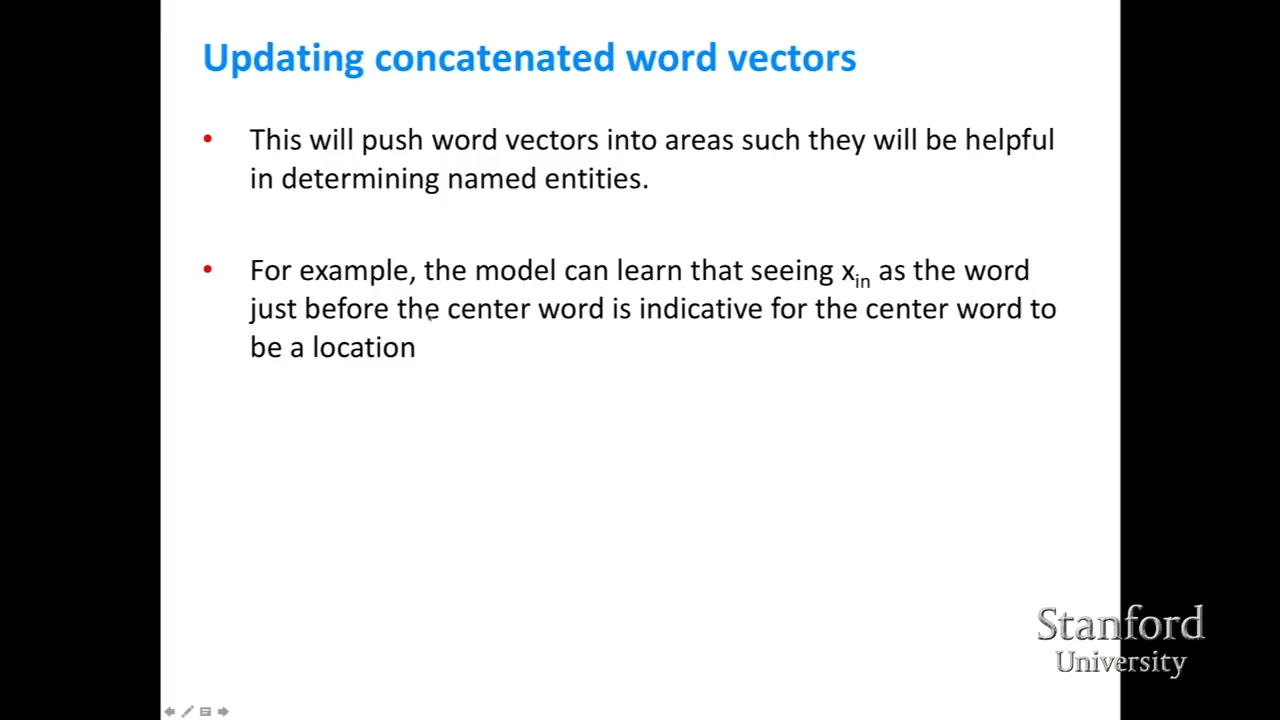 Updating concatenated word vectors
• This will push word vectors into areas such they will be helpful
in determining named entities.
• For example, the model can learn that seeing x_in as the word
just before the center word is indicative for the center word to
be a location
Stanford
University